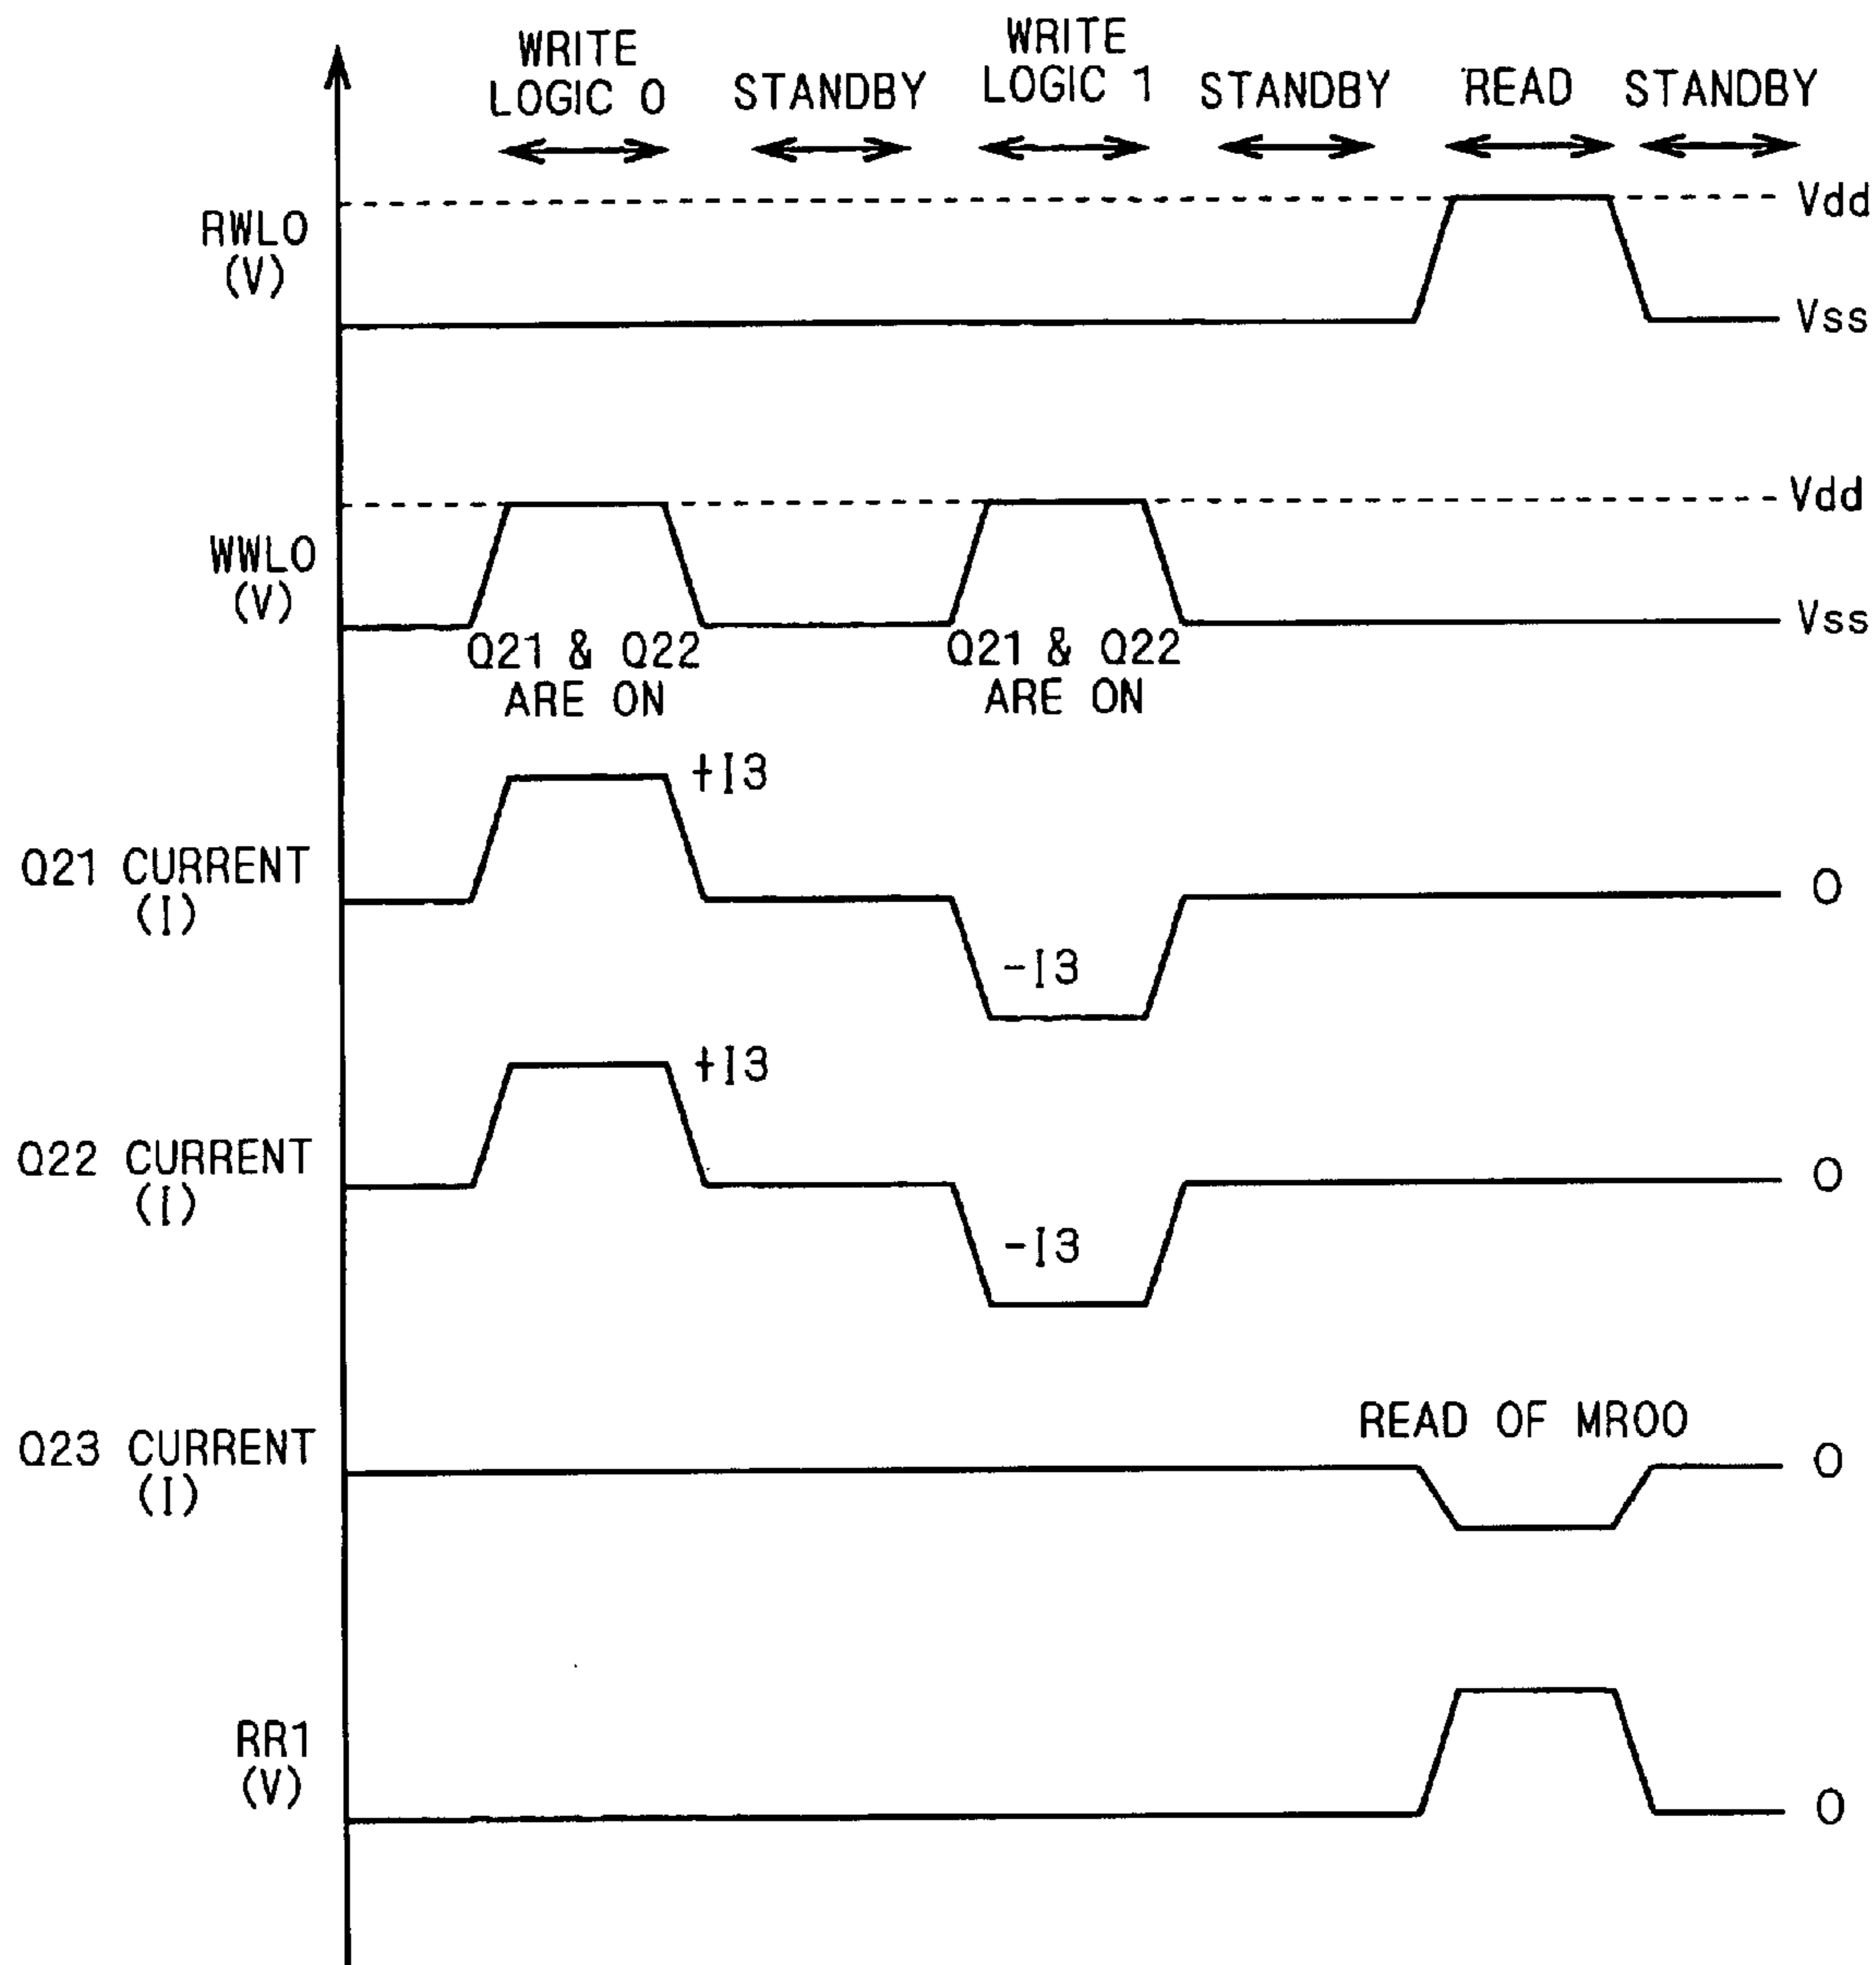 WRITE
LOGIC 0
STANDBY
WRITE
LOGIC 1
STANDBY
READ
STANDBY
RWL0
(V)
Vdd
Vss
WWL0
(V)
Vdd
Vss
Q21 & Q22
ARE ON
Q21 & Q22
ARE ON
Q21 CURRENT
(I)
+I3
-I3
0
Q22 CURRENT
(I)
+I3
-I3
0
Q23 CURRENT
(I)
READ OF MR00
0
RR1
(V)
0